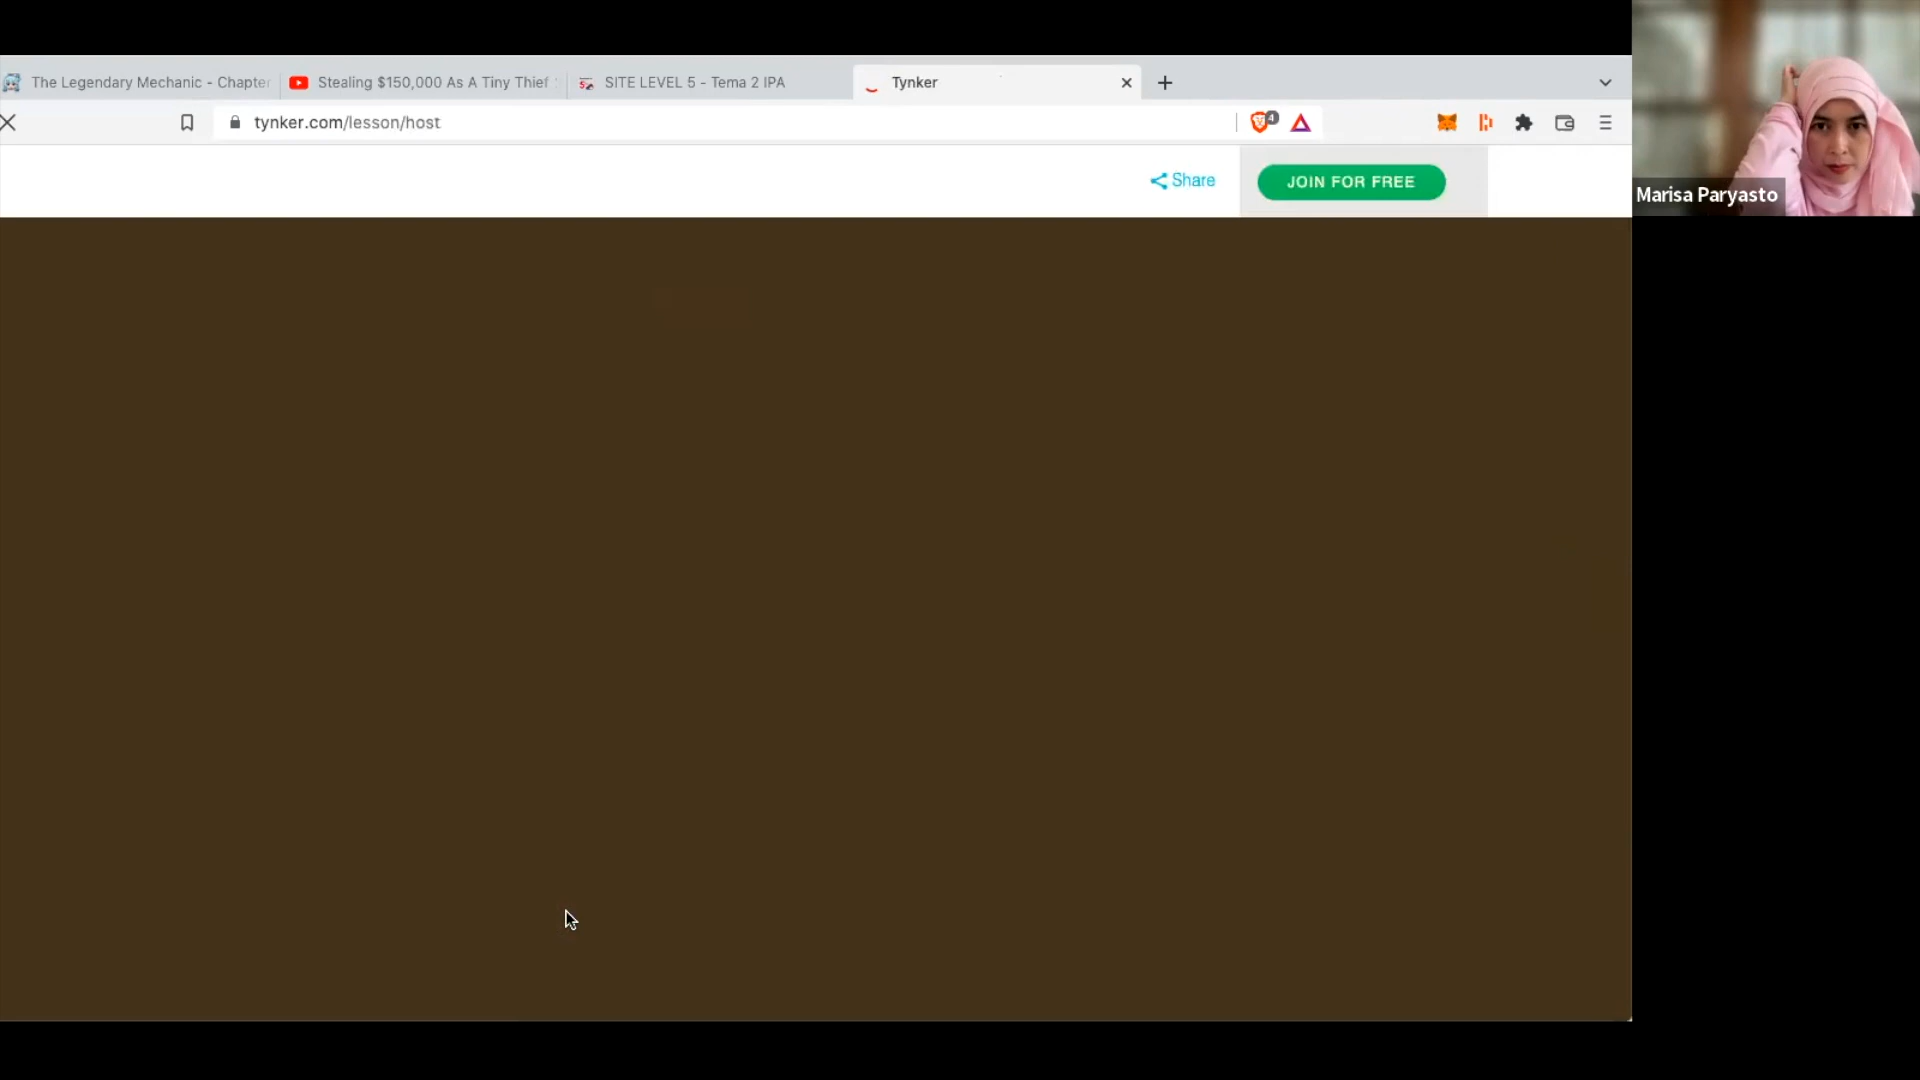 The Legendary Mechanic - Chapter
Stealing $150,000 As A Tiny Thief
SITE LEVEL 5 - Tema 2 IPA
Tynker
tynker.com/lesson/host
4
Share
JOIN FOR FREE
Marisa Paryasto